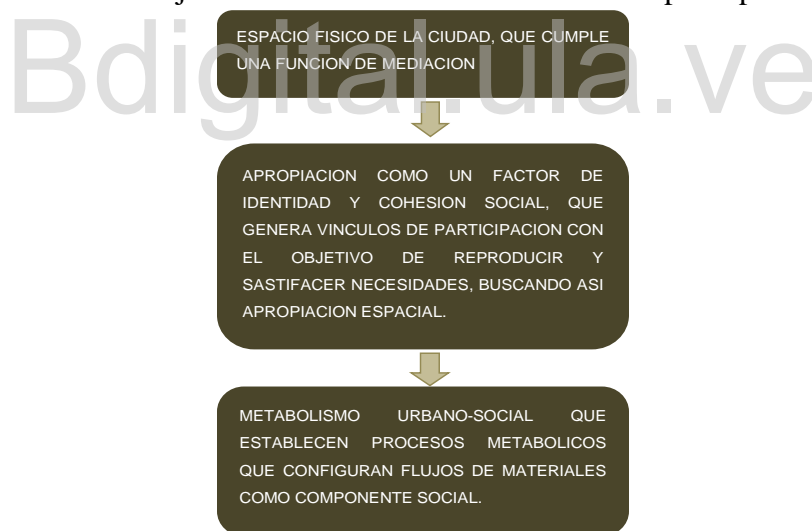 Bdigital.ula.ve
ESPACIO FISICO DE LA CIUDAD, QUE CUMPLE
UNA FUNCION DE MEDIACION
APROPIACION COMO UN FACTOR DE
IDENTIDAD Y COHESION SOCIAL, QUE
GENERA VINCULOS DE PARTICIPACION CON
EL OBJETIVO DE REPRODUCIR Y
SASTIFACER NECESIDADES, BUSCANDO ASI
APROPIACION ESPACIAL.
METABOLISMO URBANO-SOCIAL QUE
ESTABLECEN PROCESOS METABOLICOS
QUE CONFIGURAN FLUJOS DE MATERIALES
COMO COMPONENTE SOCIAL.